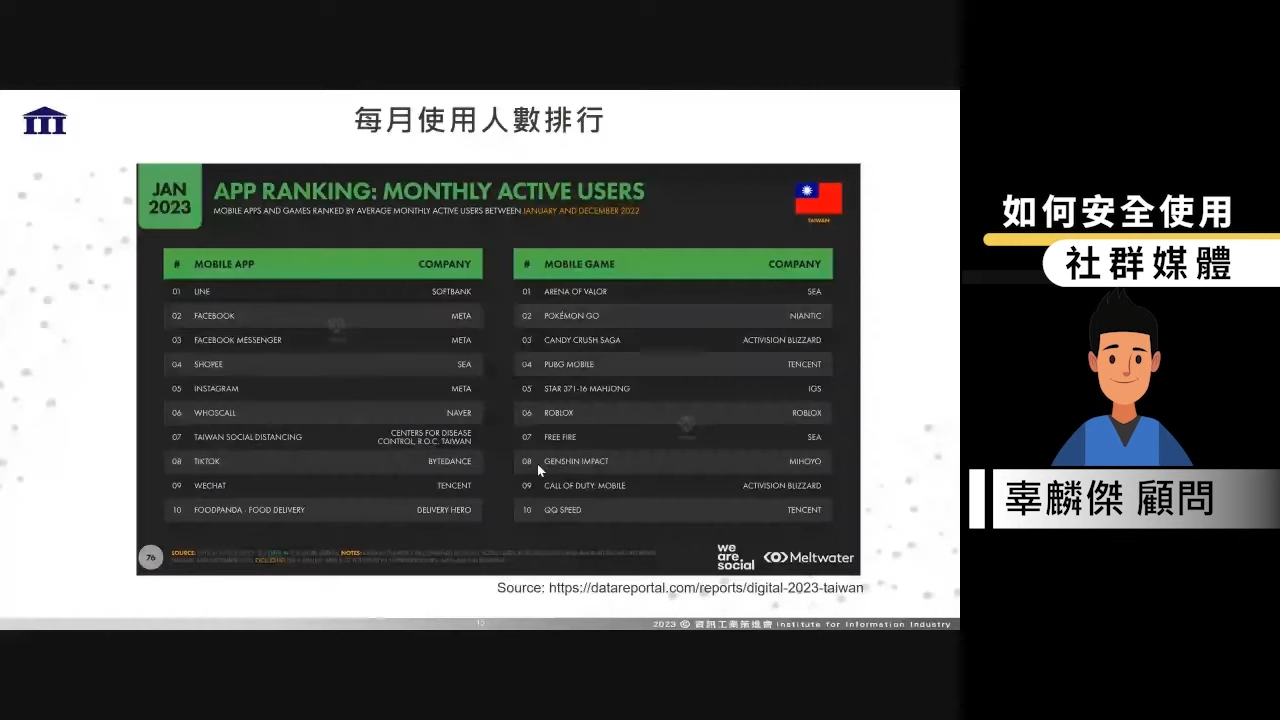 每月使用人數排行
JAN
2023
APP RANKING: MONTHLY ACTIVE USERS
MOBILE APPS AND GAMES RANKED BY AVERAGE MONTHLY ACTIVE USERS BETWEEN JANUARY AND DECEMBER 2022
TAIWAN
# MOBILE APP COMPANY
01 LINE SOFTBANK
02 FACEBOOK META
03 FACEBOOK MESSENGER META
04 SHOPEE SEA
05 INSTAGRAM META
06 WHOSCALL NAVER
07 TAIWAN SOCIAL DISTANCING CENTERS FOR DISEASE
CONTROL, R.O.C. TAIWAN
08 TIKTOK BYTEDANCE
09 WECHAT TENCENT
10 FOODPANDA - FOOD DELIVERY DELIVERY HERO
# MOBILE GAME COMPANY
01 ARENA OF VALOR SEA
02 POKÉMON GO NIANTIC
03 CANDY CRUSH SAGA ACTIVISION BLIZZARD
04 PUBG MOBILE TENCENT
05 STAR 371-16 MAHJONG IGS
06 ROBLOX ROBLOX
07 FREE FIRE SEA
08 GENSHIN IMPACT MIHOYO
09 CALL OF DUTY: MOBILE ACTIVISION BLIZZARD
10 QQ SPEED TENCENT
76
SOURCE:
NOTES:
we
are
social
Meltwater
Source: https://datareportal.com/reports/digital-2023-taiwan
15
2023 © 資訊工業策進會 Institute for Information Industry
如何安全使用
社群媒體
辜麟傑 顧問